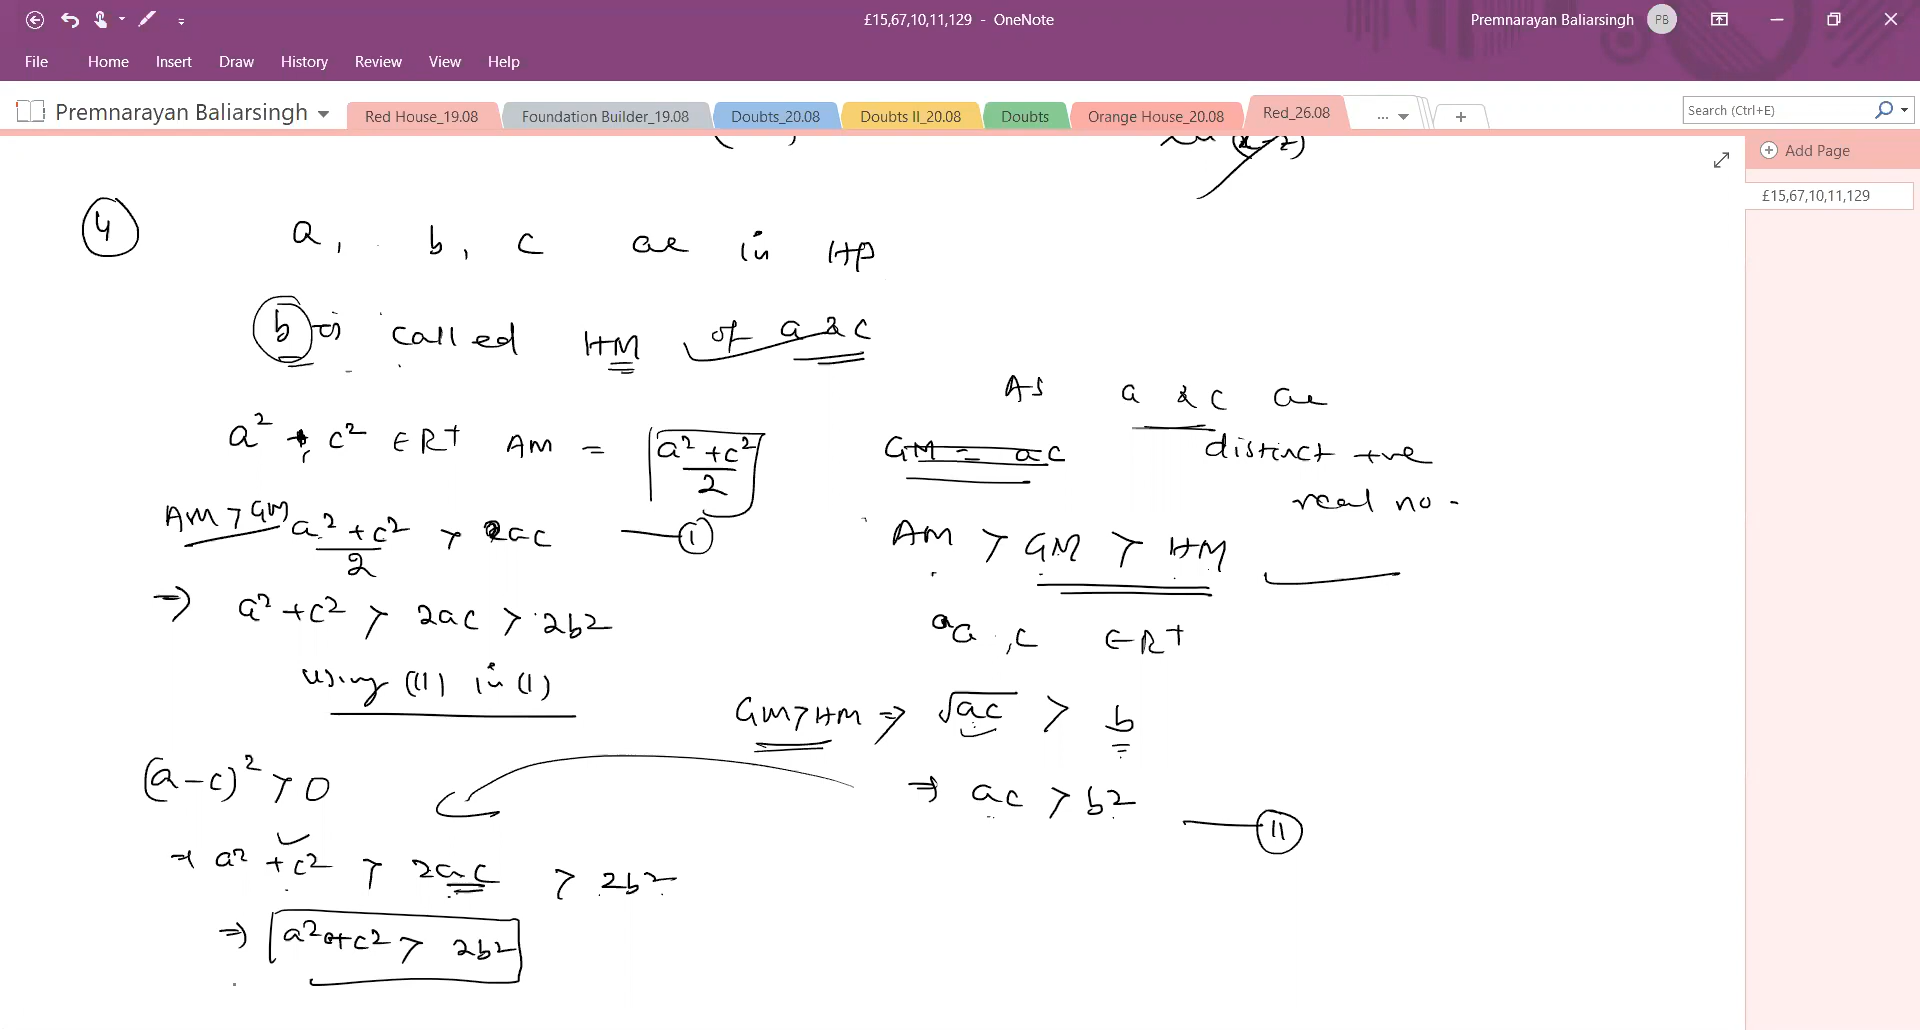 £15,67,10,11,129 - OneNote
Premnarayan Baliarsingh PB
File Home Insert Draw History Review View Help
Premnarayan Baliarsingh
Red House_19.08 Foundation Builder_19.08 Doubts_20.08 Doubts II_20.08 Doubts Orange House_20.08 Red_26.08 ... +
Search (Ctrl+E)
Add Page
£15,67,10,11,129
4 a, b, c are in HP
b is called HM of a & c
As a & c are
distinct +ve
real no.
a² , c² ∈ R⁺ AM = (a² + c²)/2 GM = ac
AM > GM (a² + c²)/2 > ac — (I)
AM > GM > HM
⇒ a² + c² > 2ac > 2b²
a, c ∈ R⁺
using (II) in (I)
GM > HM ⇒ √ac > b
(a-c)² > 0
⇒ ac > b² — (II)
⇒ a² + c² > 2ac > 2b²
⇒ a² + c² > 2b²